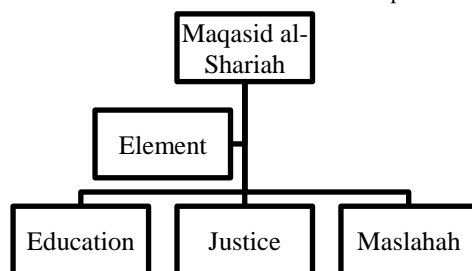 Maqasid al-
Shariah
Element
Education
Justice
Maslahah